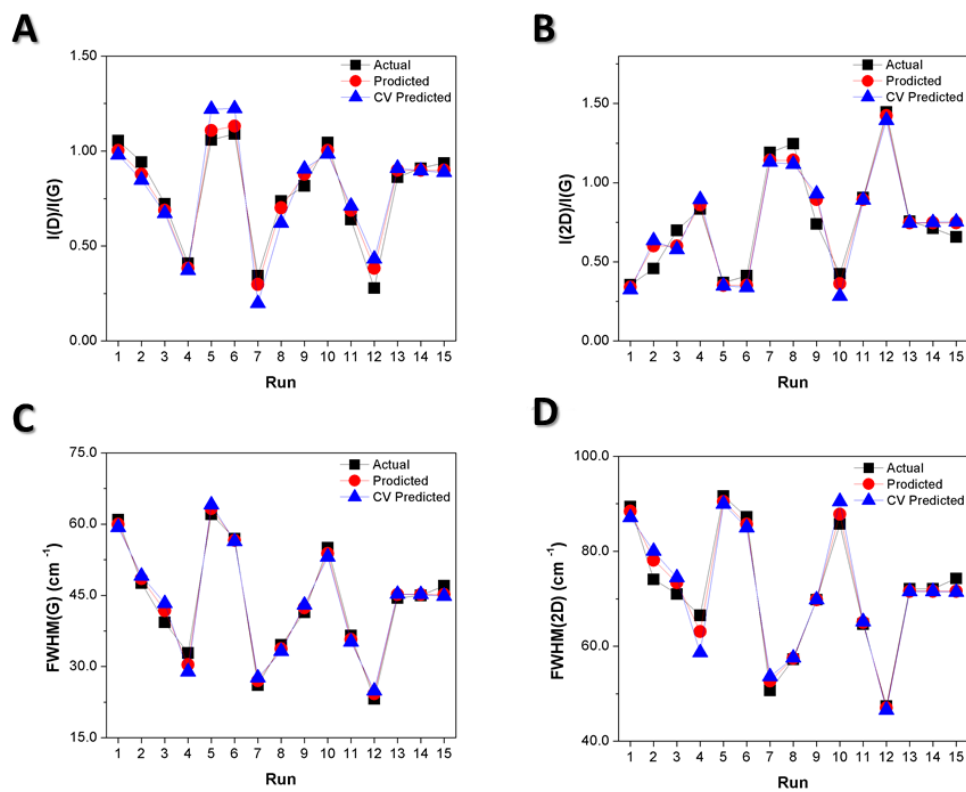 A
I(D)/I(G)
1.50
1.00
0.50
0.00
Actual
Prodicted
CV Predicted
1 2 3 4 5 6 7 8 9 10 11 12 13 14 15
Run
B
I(2D)/I(G)
1.50
1.00
0.50
0.00
Actual
Prodicted
CV Predicted
1 2 3 4 5 6 7 8 9 10 11 12 13 14 15
Run
C
FWHM(G) (cm⁻¹)
75.0
60.0
45.0
30.0
15.0
Actual
Prodicted
CV Predicted
1 2 3 4 5 6 7 8 9 10 11 12 13 14 15
Run
D
FWHM(2D) (cm⁻¹)
100.0
80.0
60.0
40.0
Actual
Prodicted
CV Predicted
1 2 3 4 5 6 7 8 9 10 11 12 13 14 15
Run